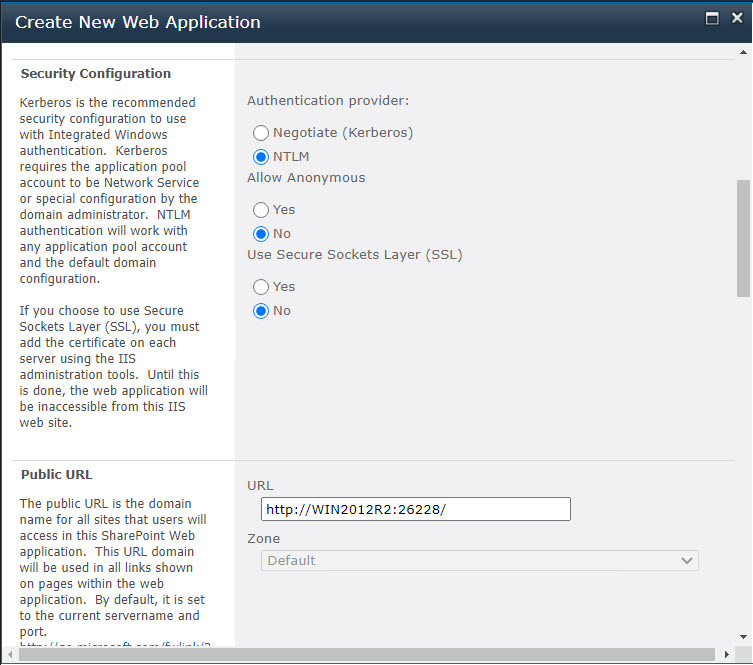 Create New Web Application
Security Configuration
Kerberos is the recommended
security configuration to use
with Integrated Windows
authentication.  Kerberos
requires the application pool
account to be Network Service
or special configuration by the
domain administrator.  NTLM
authentication will work with
any application pool account
and the default domain
configuration.
If you choose to use Secure
Sockets Layer (SSL), you must
add the certificate on each
server using the IIS
administration tools.  Until this
is done, the web application will
be inaccessible from this IIS
web site.
Authentication provider:
Negotiate (Kerberos)
NTLM
Allow Anonymous
Yes
No
Use Secure Sockets Layer (SSL)
Yes
No
Public URL
The public URL is the domain
name for all sites that users will
access in this SharePoint Web
application.  This URL domain
will be used in all links shown
on pages within the web
application.  By default, it is set
to the current servername and
port.
URL
http://WIN2012R2:26228/
Zone
Default